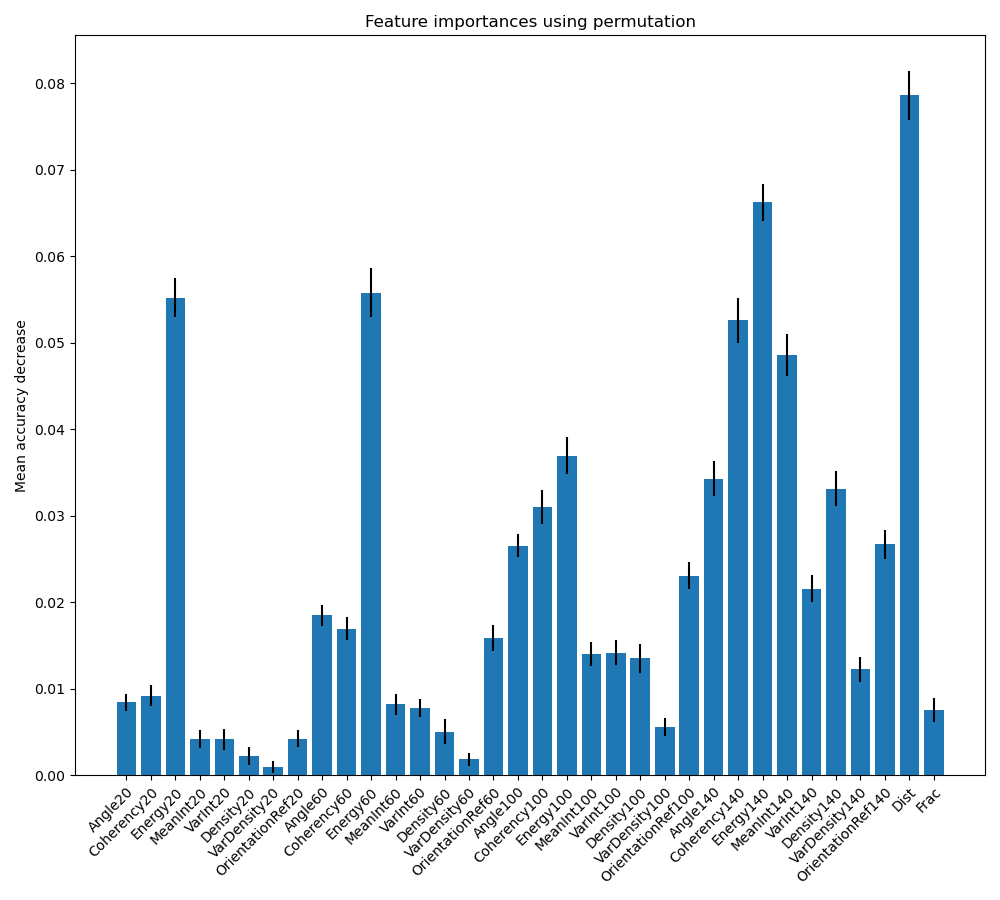 Feature importances using permutation
Mean accuracy decrease
0.08
0.07
0.06
0.05
0.04
0.03
0.02
0.01
0.00
Angle20
Coherency20
Energy20
MeanInt20
VarInt20
Density20
VarDensity20
OrientationRef20
Angle60
Coherency60
Energy60
MeanInt60
VarInt60
Density60
VarDensity60
OrientationRef60
Angle100
Coherency100
Energy100
MeanInt100
VarInt100
Density100
VarDensity100
OrientationRef100
Angle140
Coherency140
Energy140
MeanInt140
VarInt140
Density140
VarDensity140
OrientationRef140
Dist
Frac